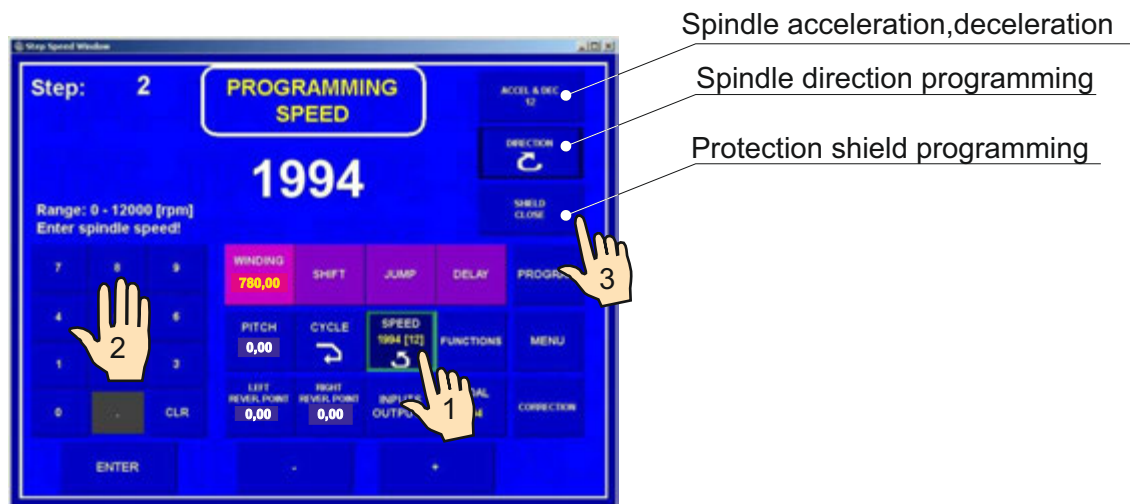 Spindle acceleration,deceleration
Step Speed Window
Step: 2
PROGRAMMING
SPEED
ACCEL & DEC
12
Spindle direction programming
DIRECTION
1994
Protection shield programming
SHIELD
CLOSE
Range: 0 - 12000 [rpm]
Enter spindle speed!
7 8 9
WINDING
780,00
SHIFT
JUMP
DELAY
3
4 6
2
PITCH
0,00
CYCLE
SPEED
1994 [12]
FUNCTIONS
MENU
1 3
LEFT
REVER. POINT
0,00
RIGHT
REVER. POINT
0,00
1
CORRECTION
0 . CLR
ENTER
-
+